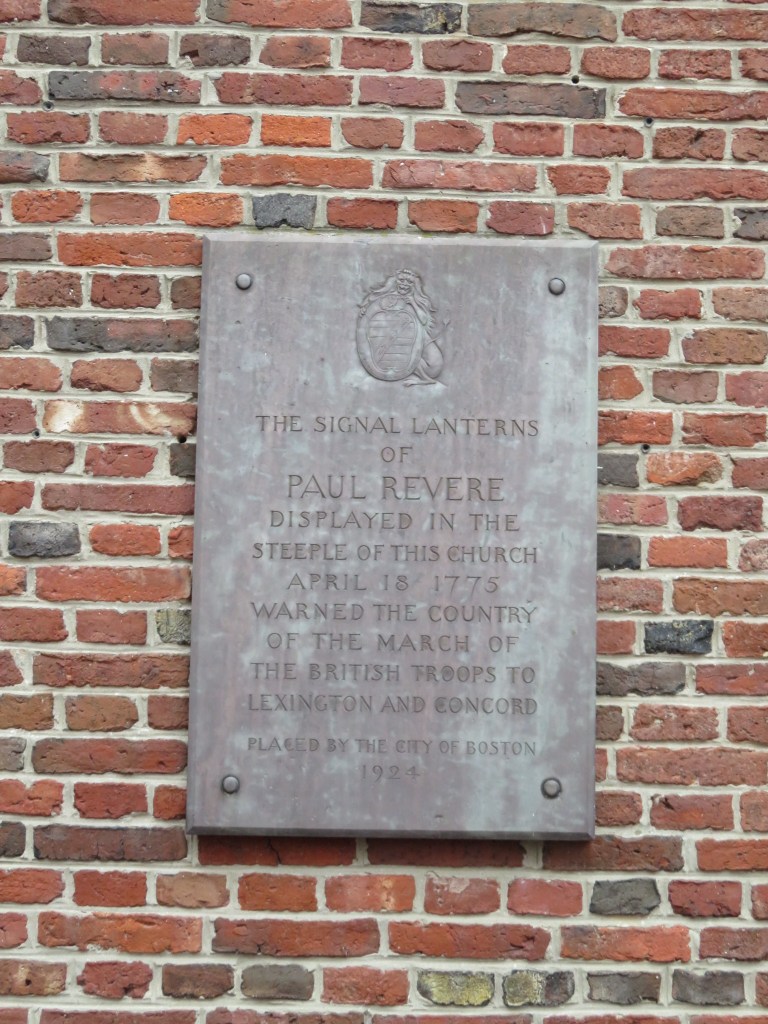 THE SIGNAL LANTERNS
OF
PAUL REVERE
DISPLAYED IN THE
STEEPLE OF THIS CHURCH
APRIL 18 1775
WARNED THE COUNTRY
OF THE MARCH OF
THE BRITISH TROOPS TO
LEXINGTON AND CONCORD
PLACED BY THE CITY OF BOSTON
1924